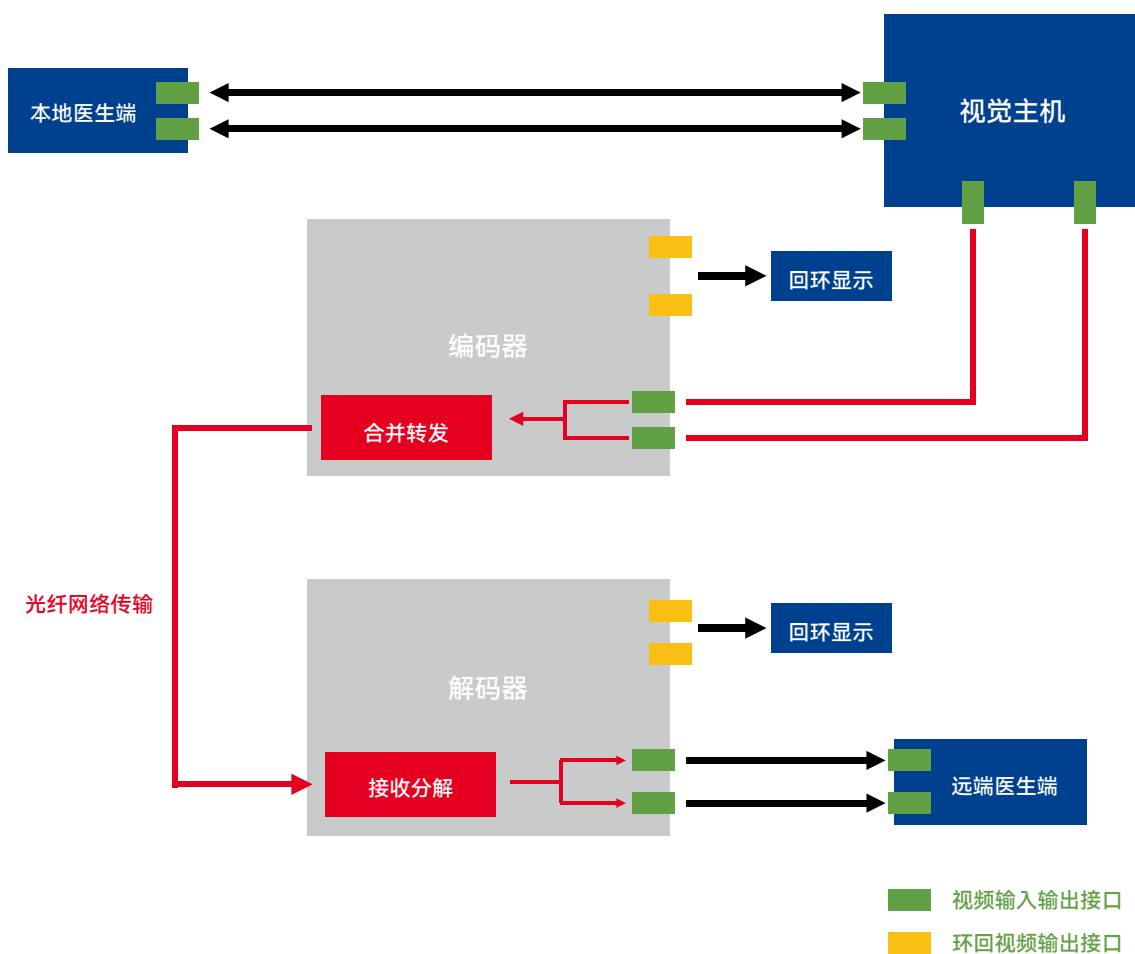 本地医生端
视觉主机
回环显示
编码器
合并转发
光纤网络传输
回环显示
解码器
接收分解
远端医生端
视频输入输出接口
环回视频输出接口